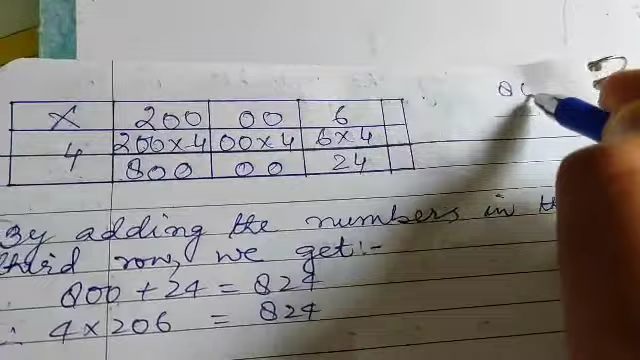 × 200 00 6
4 200×4 00×4 6×4
800 00 24
By adding the numbers in
third row, we get:-
800 + 24 = 824
∴ 4×206 = 824